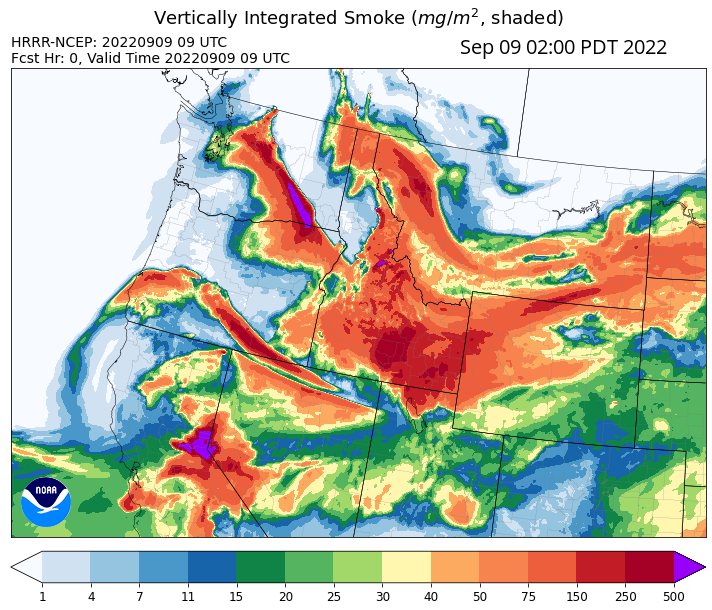 Vertically Integrated Smoke (mg/m², shaded)
HRRR-NCEP: 20220909 09 UTC
Fcst Hr: 0, Valid Time 20220909 09 UTC
Sep 09 02:00 PDT 2022
NOAA
1 4 7 11 15 20 25 30 40 50 75 150 250 500